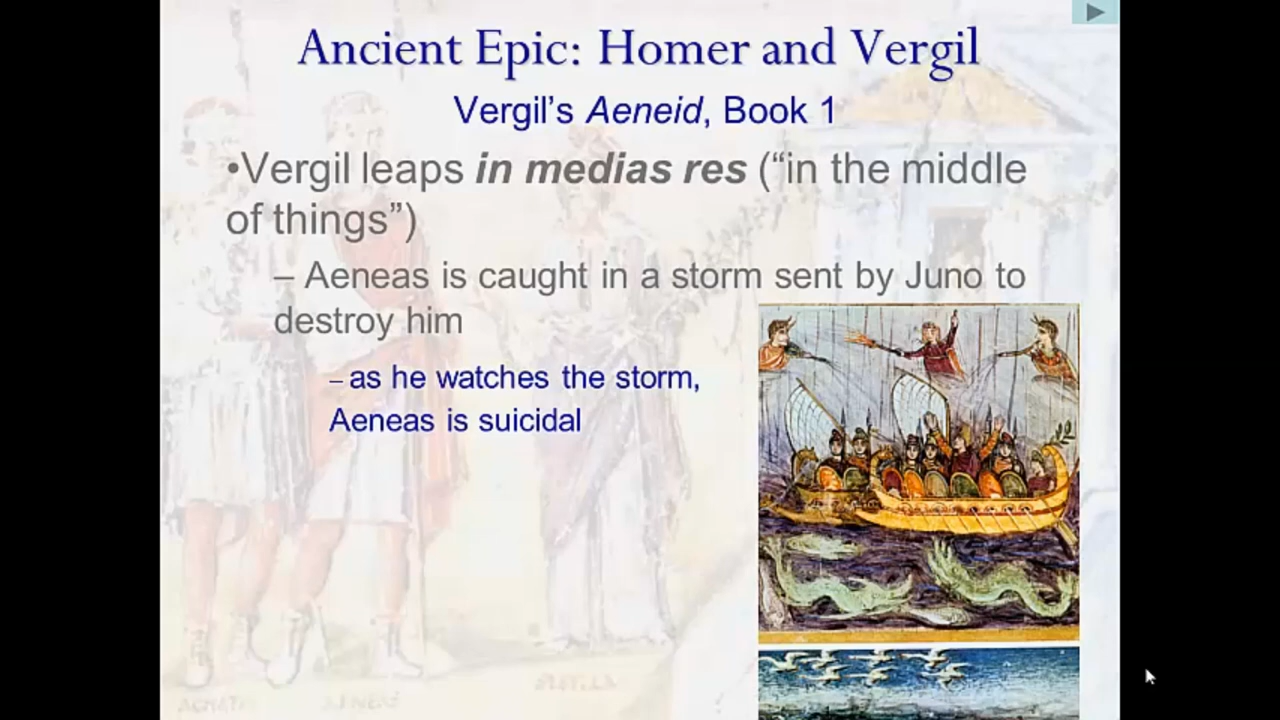 Ancient Epic: Homer and Vergil
Vergil's Aeneid, Book 1
•Vergil leaps in medias res (“in the middle
of things”)
– Aeneas is caught in a storm sent by Juno to
destroy him
– as he watches the storm,
Aeneas is suicidal